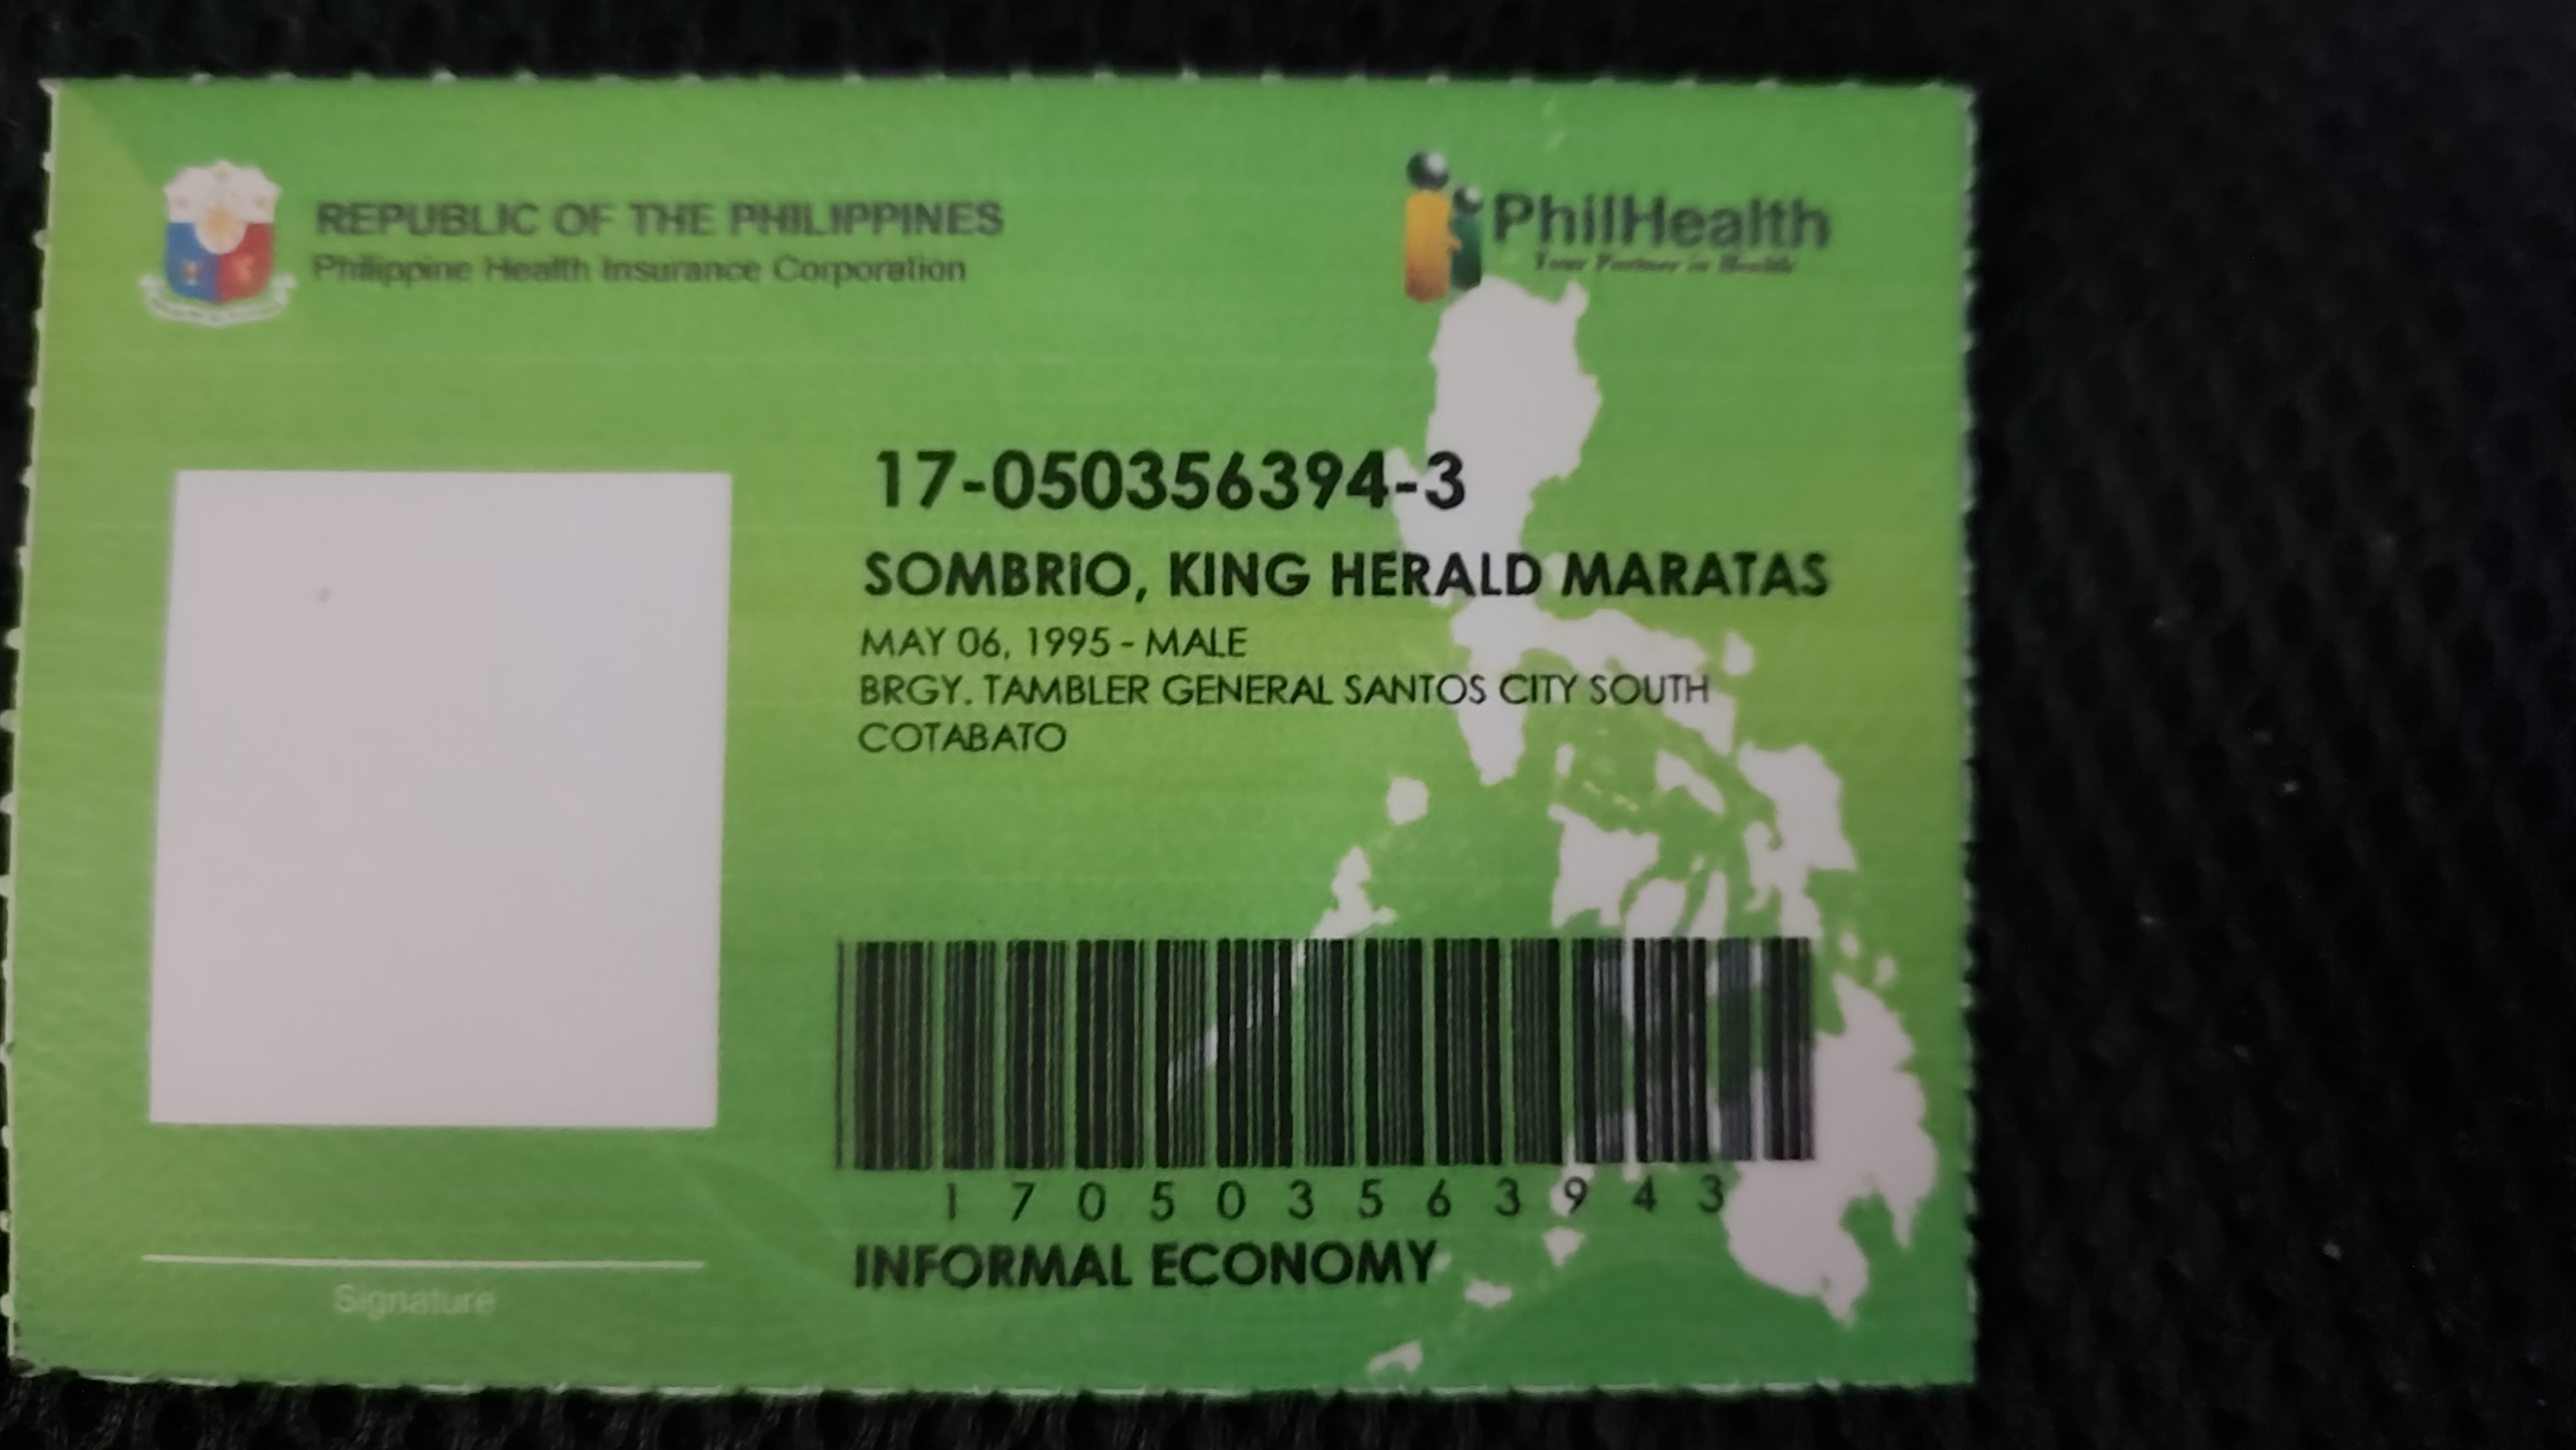 REPUBLIC OF THE PHILIPPINES
Philippine Health Insurance Corporation
PhilHealth
Your Partner in Health
17-050356394-3
SOMBRIO, KING HERALD MARATAS
MAY 06, 1995 - MALE
BRGY. TAMBLER GENERAL SANTOS CITY SOUTH
COTABATO
1 7 0 5 0 3 5 6 3 9 4 3
INFORMAL ECONOMY
Signature